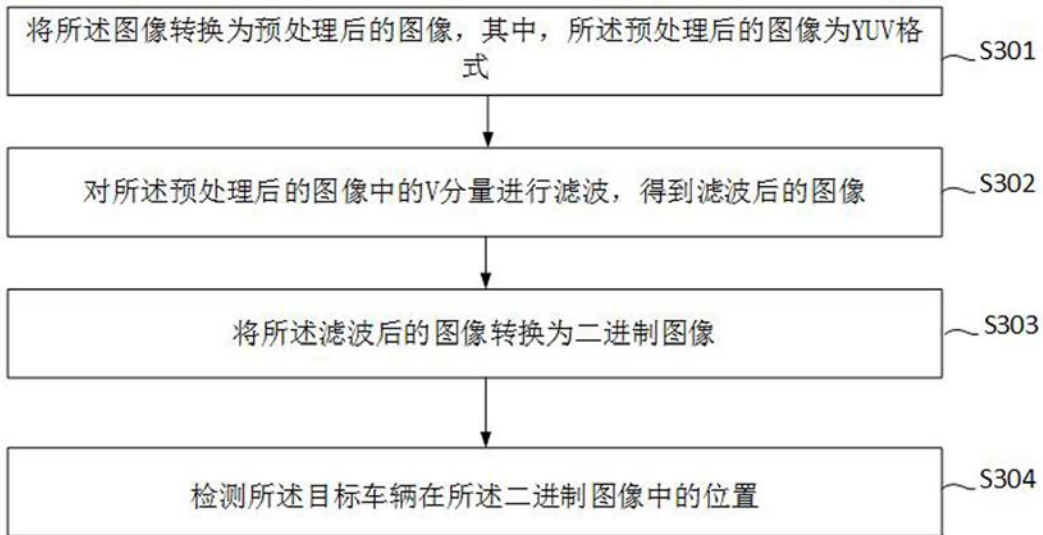 将所述图像转换为预处理后的图像，其中，所述预处理后的图像为YUV格
式
S301
对所述预处理后的图像中的V分量进行滤波，得到滤波后的图像
S302
将所述滤波后的图像转换为二进制图像
S303
检测所述目标车辆在所述二进制图像中的位置
S304